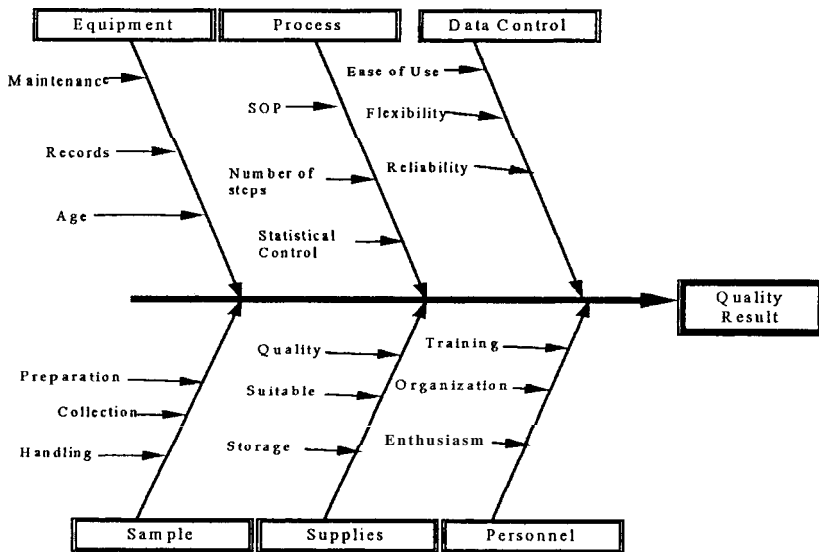 Equipment
Process
Data Control
Maintenance
Records
Age
SOP
Number of
steps
Statistical
Control
Ease of Use
Flexibility
Reliability
Quality
Result
Preparation
Collection
Handling
Quality
Suitable
Storage
Training
Organization
Enthusiasm
Sample
Supplies
Personnel